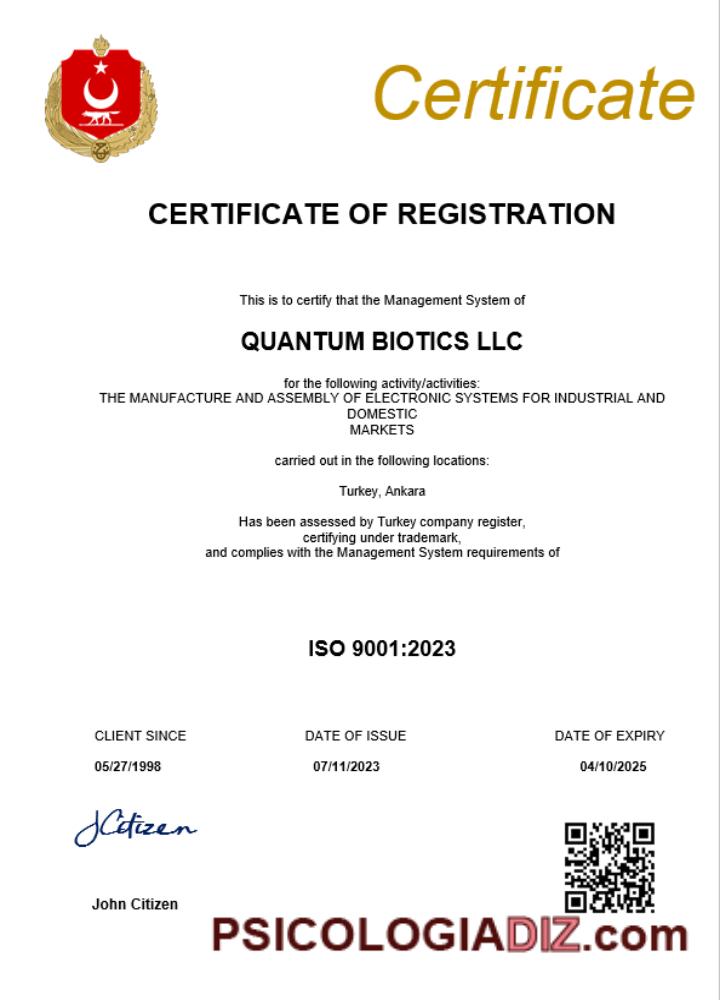 Certificate
CERTIFICATE OF REGISTRATION
This is to certify that the Management System of
QUANTUM BIOTICS LLC
for the following activity/activities:
THE MANUFACTURE AND ASSEMBLY OF ELECTRONIC SYSTEMS FOR INDUSTRIAL AND
DOMESTIC
MARKETS
carried out in the following locations:
Turkey, Ankara
Has been assessed by Turkey company register,
certifying under trademark,
and complies with the Management System requirements of
ISO 9001:2023
CLIENT SINCE DATE OF ISSUE DATE OF EXPIRY
05/27/1998 07/11/2023 04/10/2025
JCitizen
John Citizen
PSICOLOGIADIZ.com